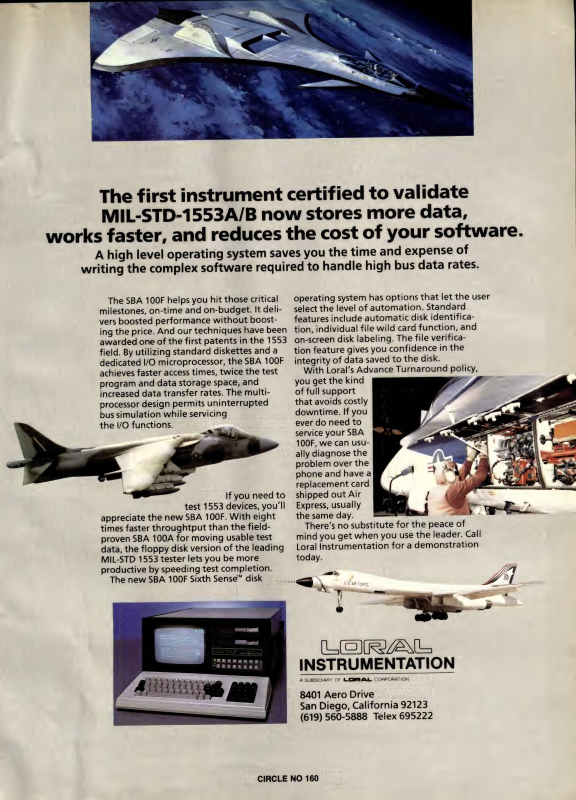 The first instrument certified to validate
MIL-STD-1553A/B now stores more data,
works faster, and reduces the cost of your software.
A high level operating system saves you the time and expense of
writing the complex software required to handle high bus data rates.
The SBA 100F helps you hit those critical
milestones, on-time and on-budget. It deli-
vers boosted performance without boost-
ing the price. And our techniques have been
awarded one of the first patents in the 1553
field. By utilizing standard diskettes and a
dedicated I/O microprocessor, the SBA 100F
achieves faster access times, twice the test
program and data storage space, and
increased data transfer rates. The multi-
processor design permits uninterrupted
bus simulation while servicing
the I/O functions.
If you need to
test 1553 devices, you'll
appreciate the new SBA 100F. With eight
times faster throughtput than the field-
proven SBA 100A for moving usable test
data, the floppy disk version of the leading
MIL-STD 1553 tester lets you be more
productive by speeding test completion.
The new SBA 100F Sixth Sense™ disk
operating system has options that let the user
select the level of automation. Standard
features include automatic disk identifica-
tion, individual file wild card function, and
on-screen disk labeling. The file verifica-
tion feature gives you confidence in the
integrity of data saved to the disk.
With Loral's Advance Turnaround policy,
you get the kind
of full support
that avoids costly
downtime. If you
ever do need to
service your SBA
100F, we can usu-
ally diagnose the
problem over the
phone and have a
replacement card
shipped out Air
Express, usually
the same day.
There's no substitute for the peace of
mind you get when you use the leader. Call
Loral Instrumentation for a demonstration
today.
U.S. AIR FORCE
LORAL
INSTRUMENTATION
A SUBSIDIARY OF LORAL CORPORATION
8401 Aero Drive
San Diego, California 92123
(619) 560-5888 Telex 695222
CIRCLE NO 160